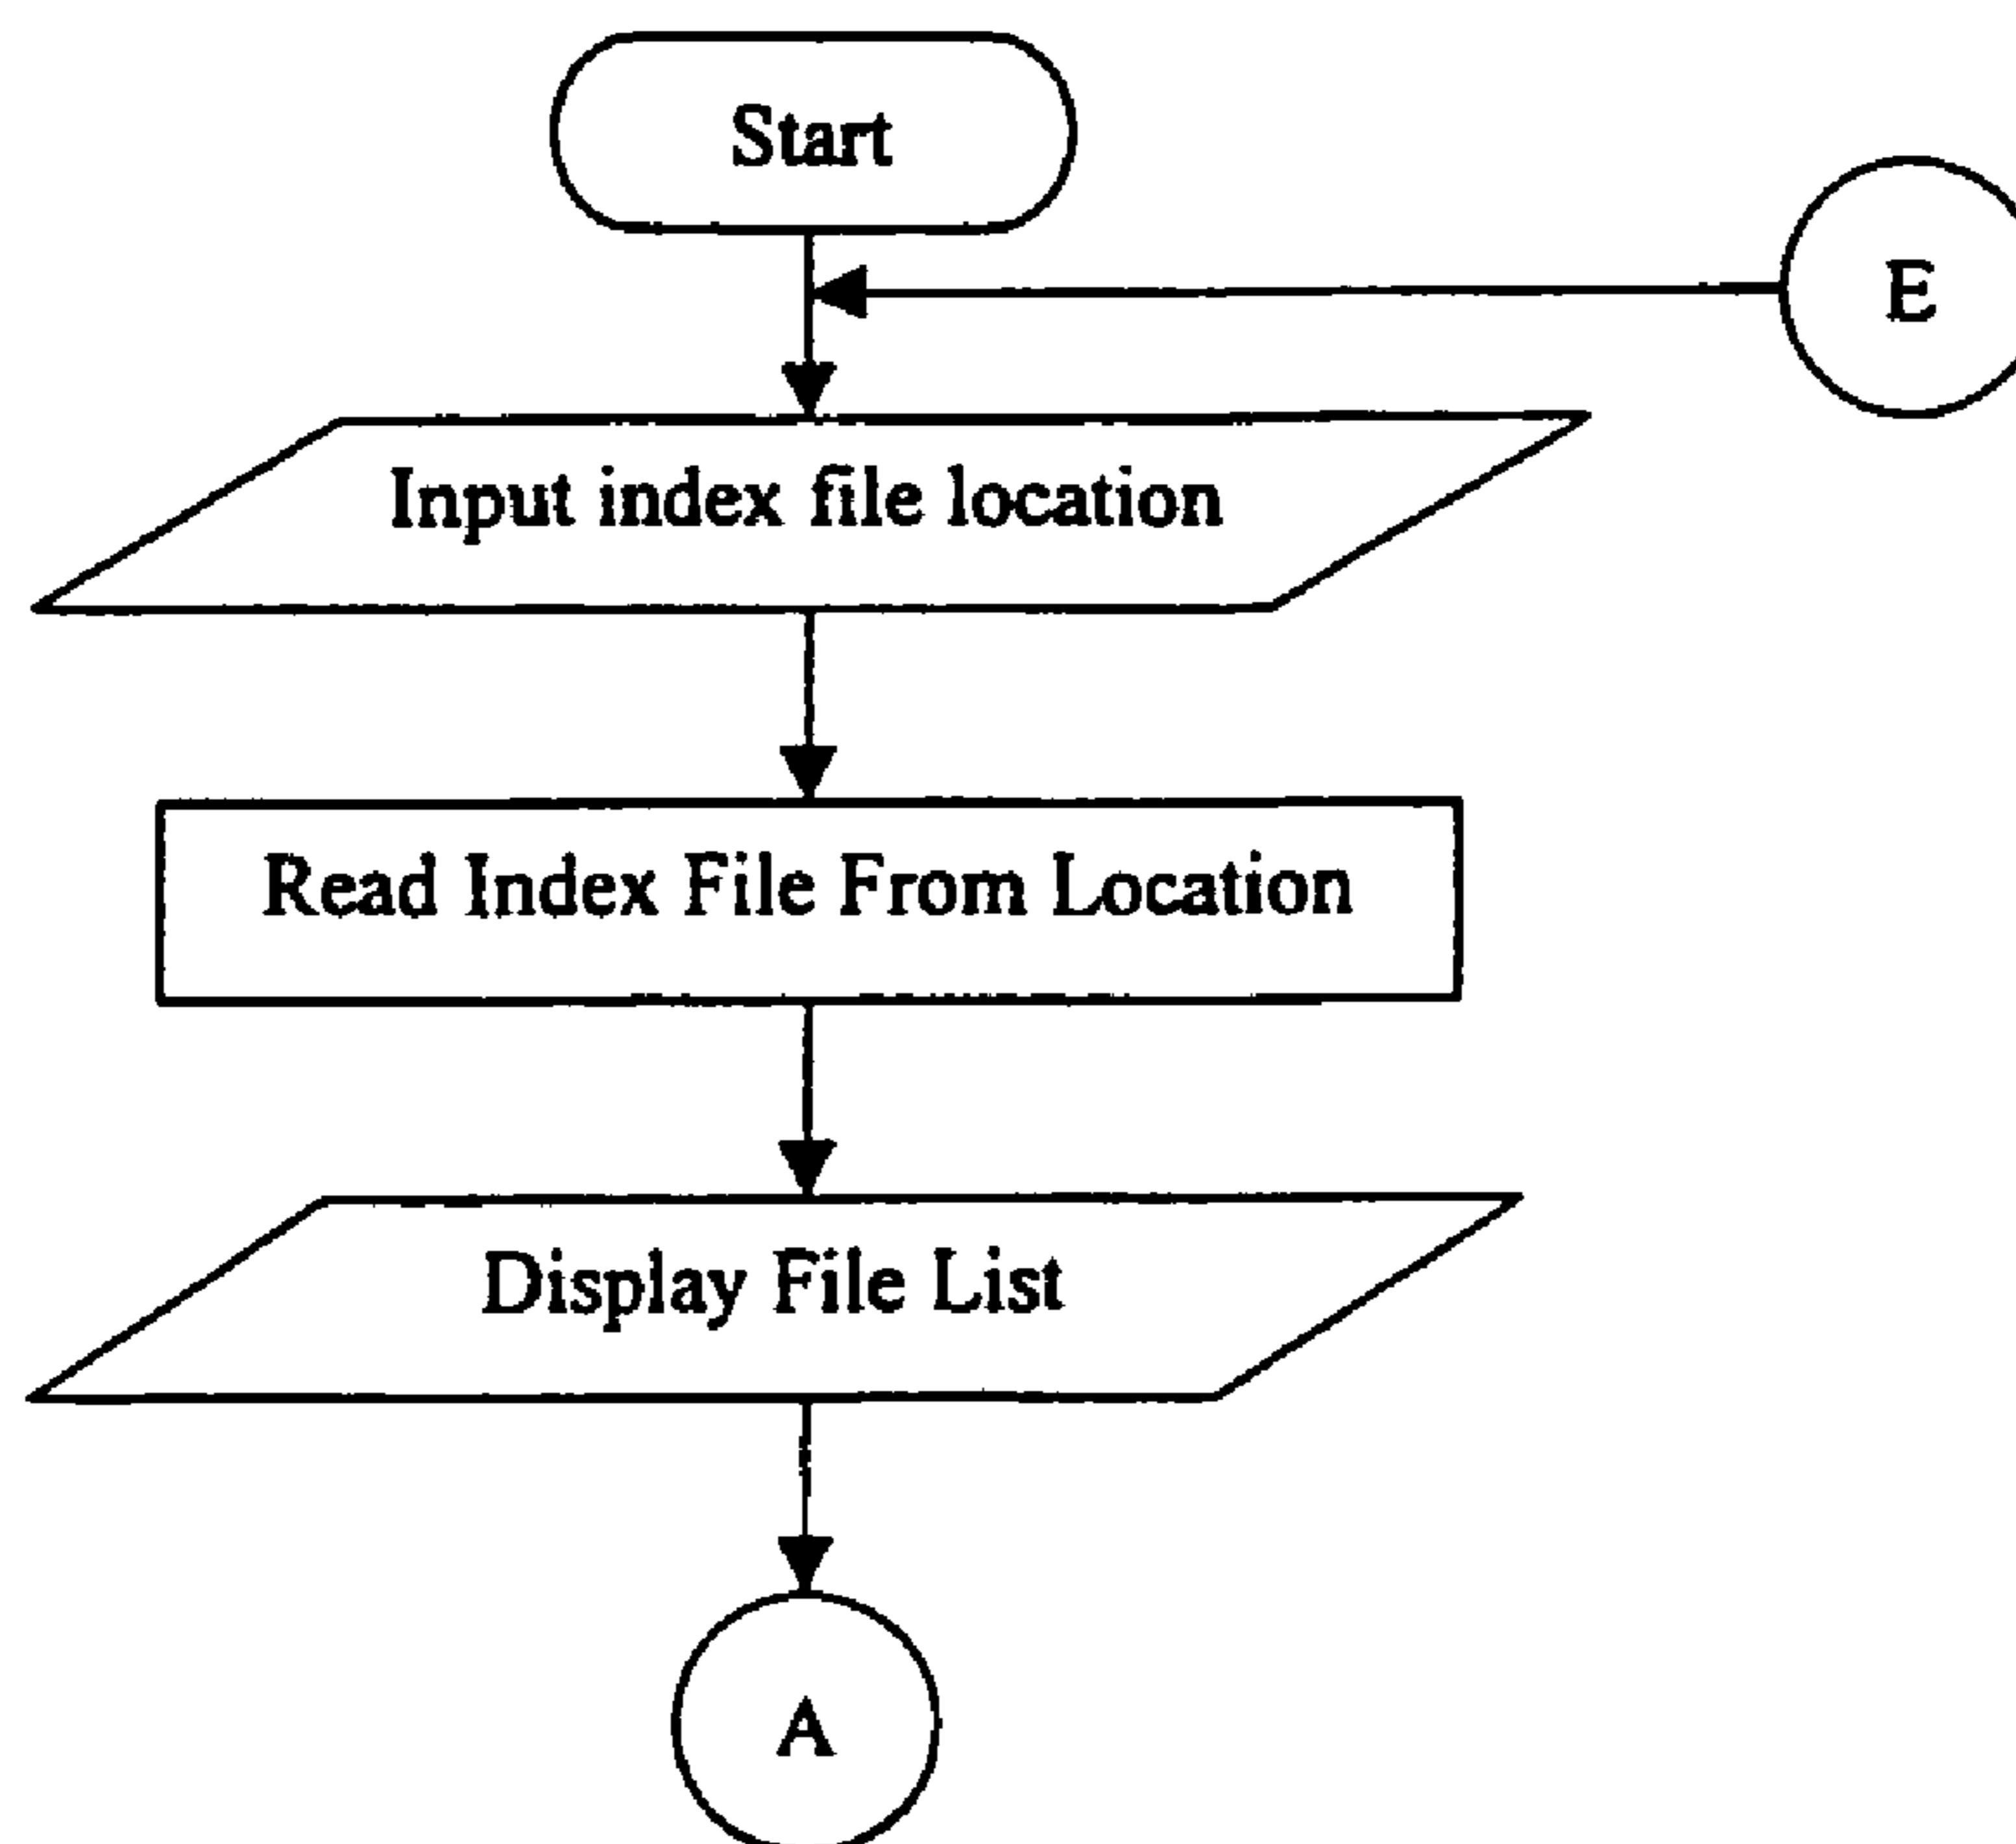 Start
E
Input index file location
Read Index File From Location
Display File List
A